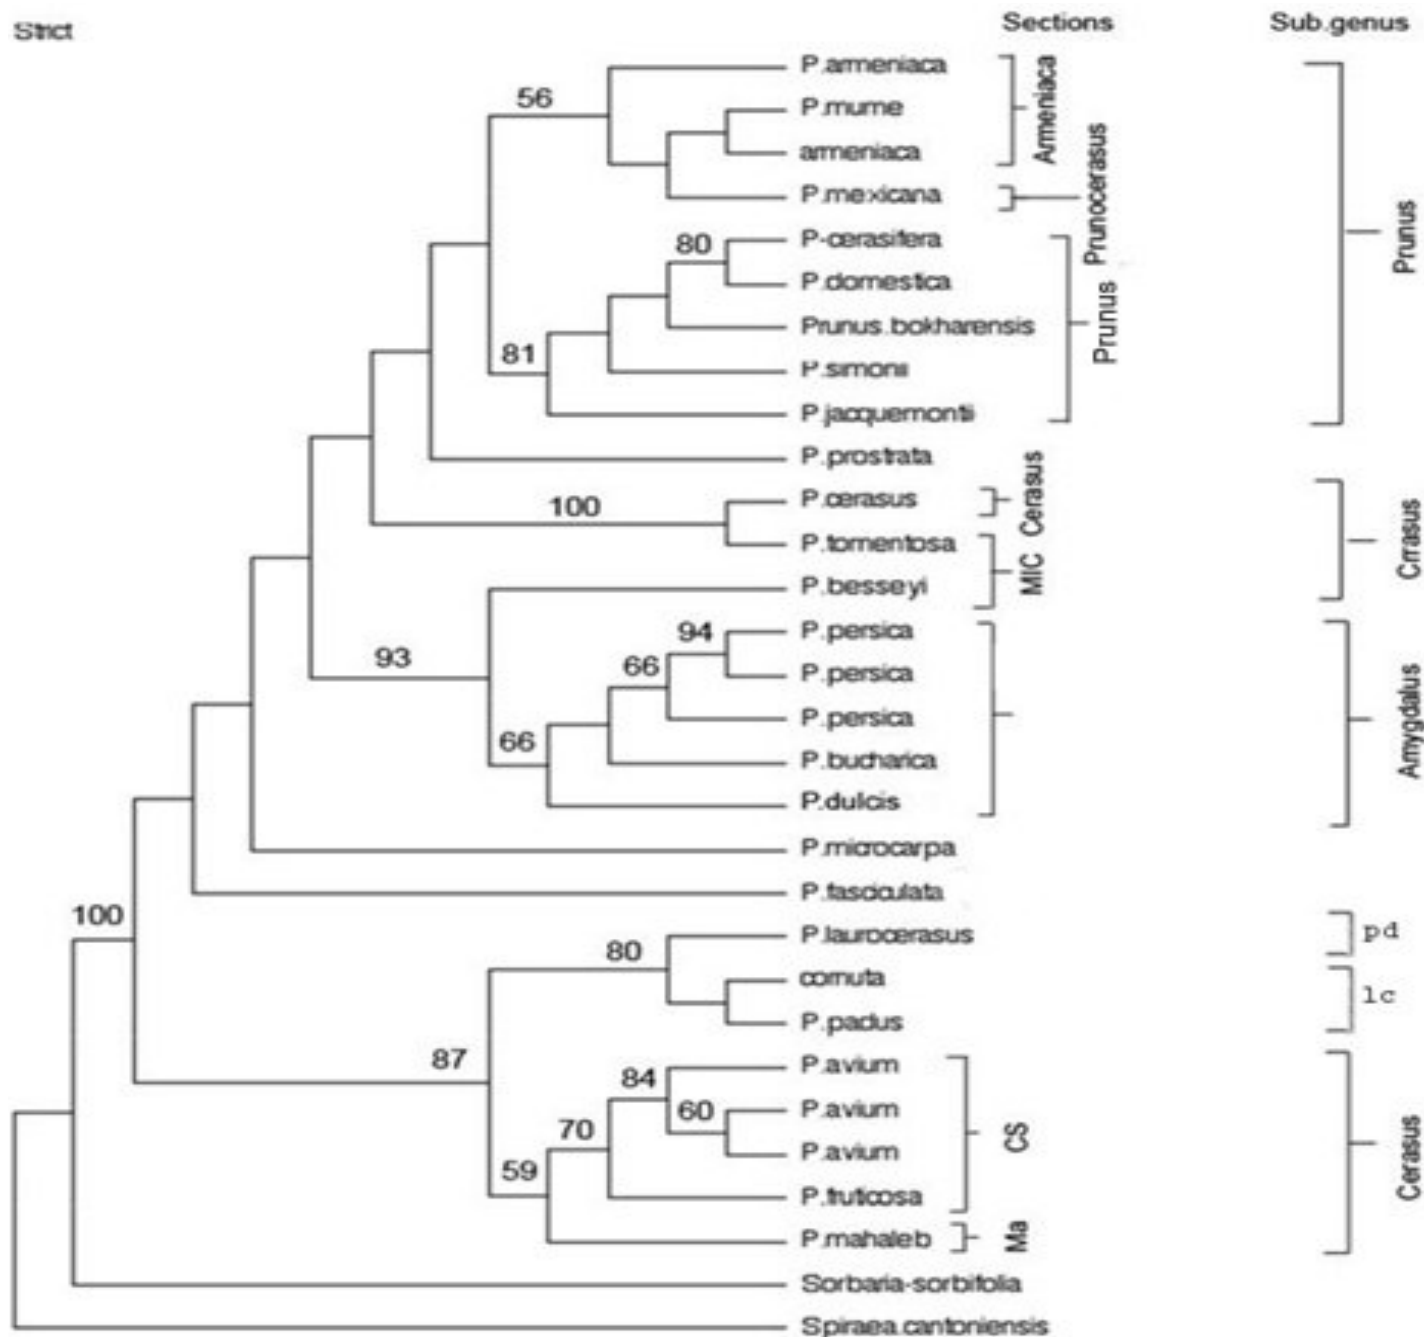 Strict
Sections
Sub.genus
56
P.armeniaca
P.mume
armeniaca
P.mexicana
Armeniaca
Prunocerasus
80
P-cerasifera
P.domestica
Prunus.bokharensis
81
P.simonii
P.jacquemontii
Prunus
Prunus
P.prostrata
100
P.cerasus
Cerasus
P.tomentosa
P.besseyi
MIC
Crrasus
93
94
P.persica
66
P.persica
P.persica
66
P.bucharica
P.dulcis
Amygdalus
P.microcarpa
P.fasciculata
100
80
P.laurocerasus
pd
cornuta
lc
P.padus
87
84
P.avium
60
P.avium
70
P.avium
CS
59
P.fruticosa
P.mahaleb
Ma
Cerasus
Sorbaria-sorbifolia
Spiraea.cantoniensis